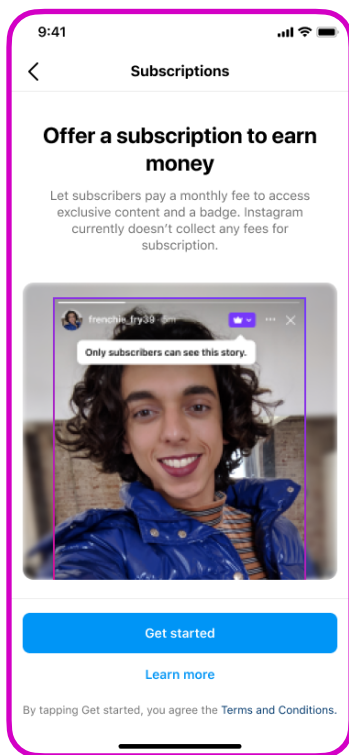 9:41
Subscriptions
Offer a subscription to earn
money
Let subscribers pay a monthly fee to access
exclusive content and a badge. Instagram
currently doesn't collect any fees for
subscription.
frenchie_fry39 · 5m
Only subscribers can see this story.
Get started
Learn more
By tapping Get started, you agree the Terms and Conditions.